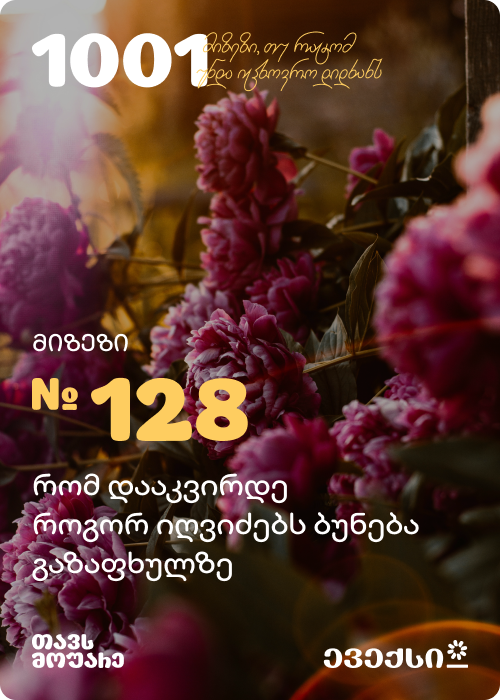 1001 მიზეზი, თუ რატომ
უნდა იცხოვრო დიდხანს
მიზეზი
№ 128
რომ დააკვირდე
როგორ იღვიძებს ბუნება
გაზაფხულზე
თავს
მოუარე
ევექსი